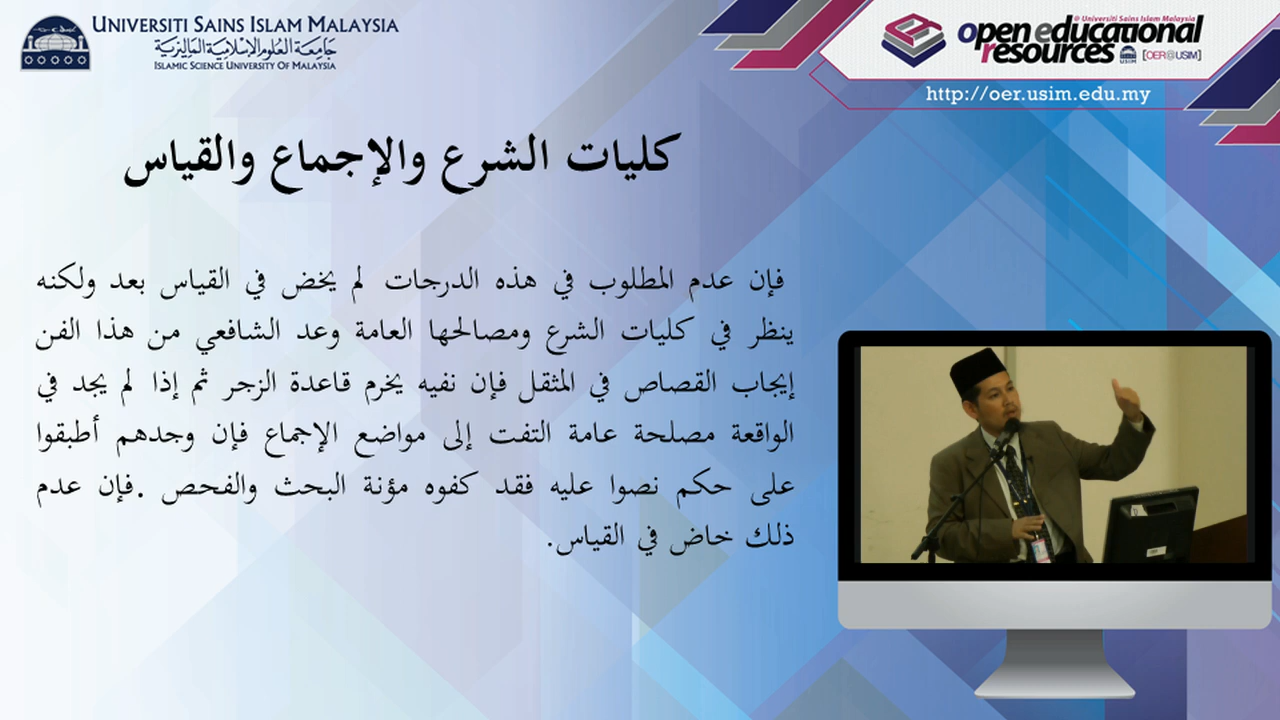 UNIVERSITI SAINS ISLAM MALAYSIA
جامعة العلوم الإسلامية الماليزية
ISLAMIC SCIENCE UNIVERSITY OF MALAYSIA
@ Universiti Sains Islam Malaysia
open educational
resources USIM [OER@USIM]
http://oer.usim.edu.my
كليات الشرع والإجماع والقياس
فإن عدم المطلوب في هذه الدرجات لم يخض في القياس بعد ولكنه
ينظر في كليات الشرع ومصالحها العامة وعد الشافعي من هذا الفن
إيجاب القصاص في المثقل فإن نفيه يخرم قاعدة الزجر ثم إذا لم يجد في
الواقعة مصلحة عامة التفت إلى مواضع الإجماع فإن وجدهم أطبقوا
على حكم نصوا عليه فقد كفوه مؤنة البحث والفحص .فإن عدم
ذلك خاض في القياس.